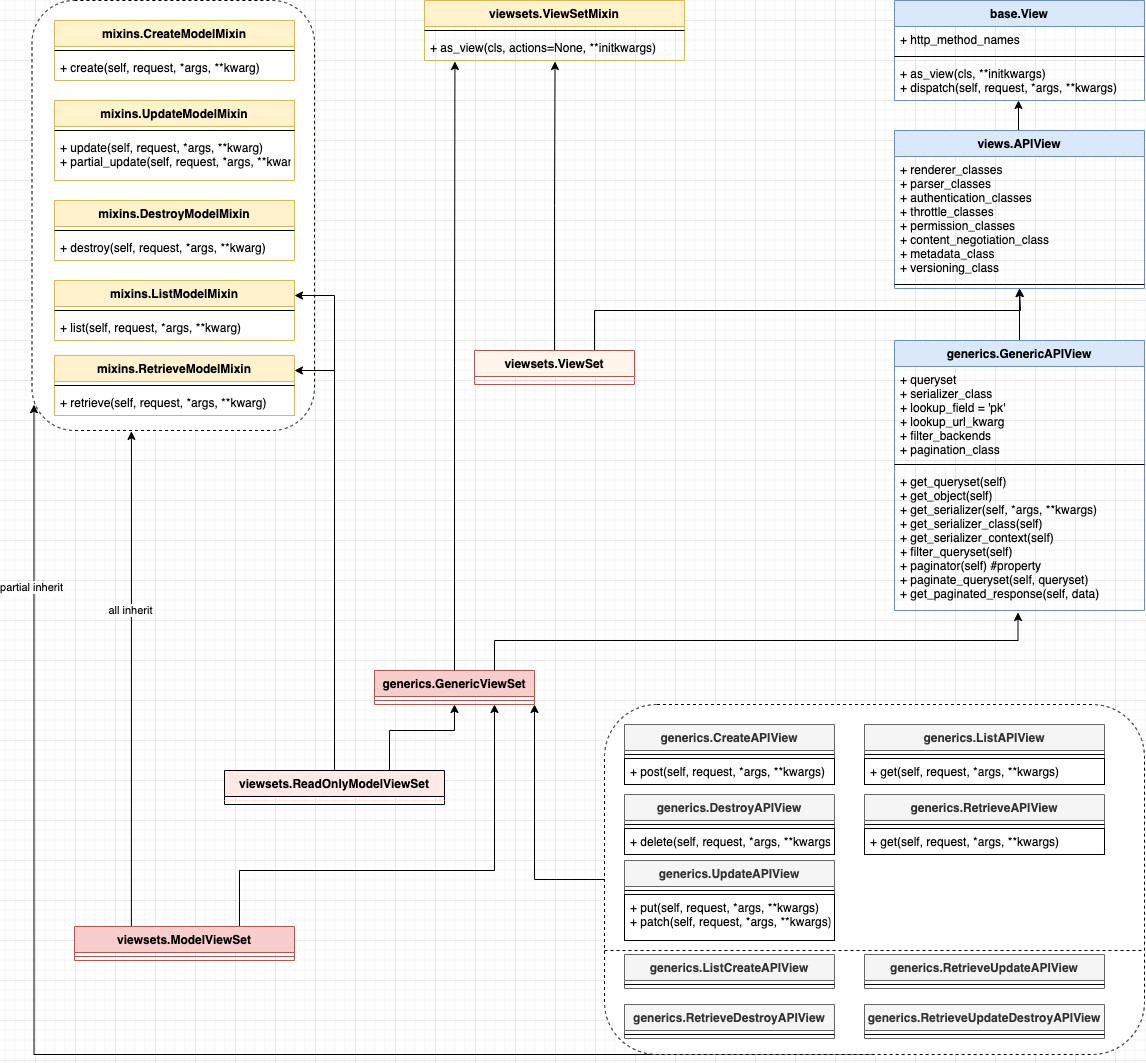 mixins.CreateModelMixin
+ create(self, request, *args, **kwarg)
mixins.UpdateModelMixin
+ update(self, request, *args, **kwarg)
+ partial_update(self, request, *args, **kwar
mixins.DestroyModelMixin
+ destroy(self, request, *args, **kwarg)
mixins.ListModelMixin
+ list(self, request, *args, **kwarg)
mixins.RetrieveModelMixin
+ retrieve(self, request, *args, **kwarg)
viewsets.ViewSetMixin
+ as_view(cls, actions=None, **initkwargs)
base.View
+ http_method_names
+ as_view(cls, **initkwargs)
+ dispatch(self, request, *args, **kwargs)
views.APIView
+ renderer_classes
+ parser_classes
+ authentication_classes
+ throttle_classes
+ permission_classes
+ content_negotiation_class
+ metadata_class
+ versioning_class
viewsets.ViewSet
generics.GenericAPIView
+ queryset
+ serializer_class
+ lookup_field = 'pk'
+ lookup_url_kwarg
+ filter_backends
+ pagination_class
+ get_queryset(self)
+ get_object(self)
+ get_serializer(self, *args, **kwargs)
+ get_serializer_class(self)
+ get_serializer_context(self)
+ filter_queryset(self)
+ paginator(self) #property
+ paginate_queryset(self, queryset)
+ get_paginated_response(self, data)
partial inherit
all inherit
generics.GenericViewSet
viewsets.ReadOnlyModelViewSet
viewsets.ModelViewSet
generics.CreateAPIView
+ post(self, request, *args, **kwargs)
generics.ListAPIView
+ get(self, request, *args, **kwargs)
generics.DestroyAPIView
+ delete(self, request, *args, **kwargs
generics.RetrieveAPIView
+ get(self, request, *args, **kwargs)
generics.UpdateAPIView
+ put(self, request, *args, **kwargs)
+ patch(self, request, *args, **kwargs)
generics.ListCreateAPIView
generics.RetrieveUpdateAPIView
generics.RetrieveDestroyAPIView
generics.RetrieveUpdateDestroyAPIView